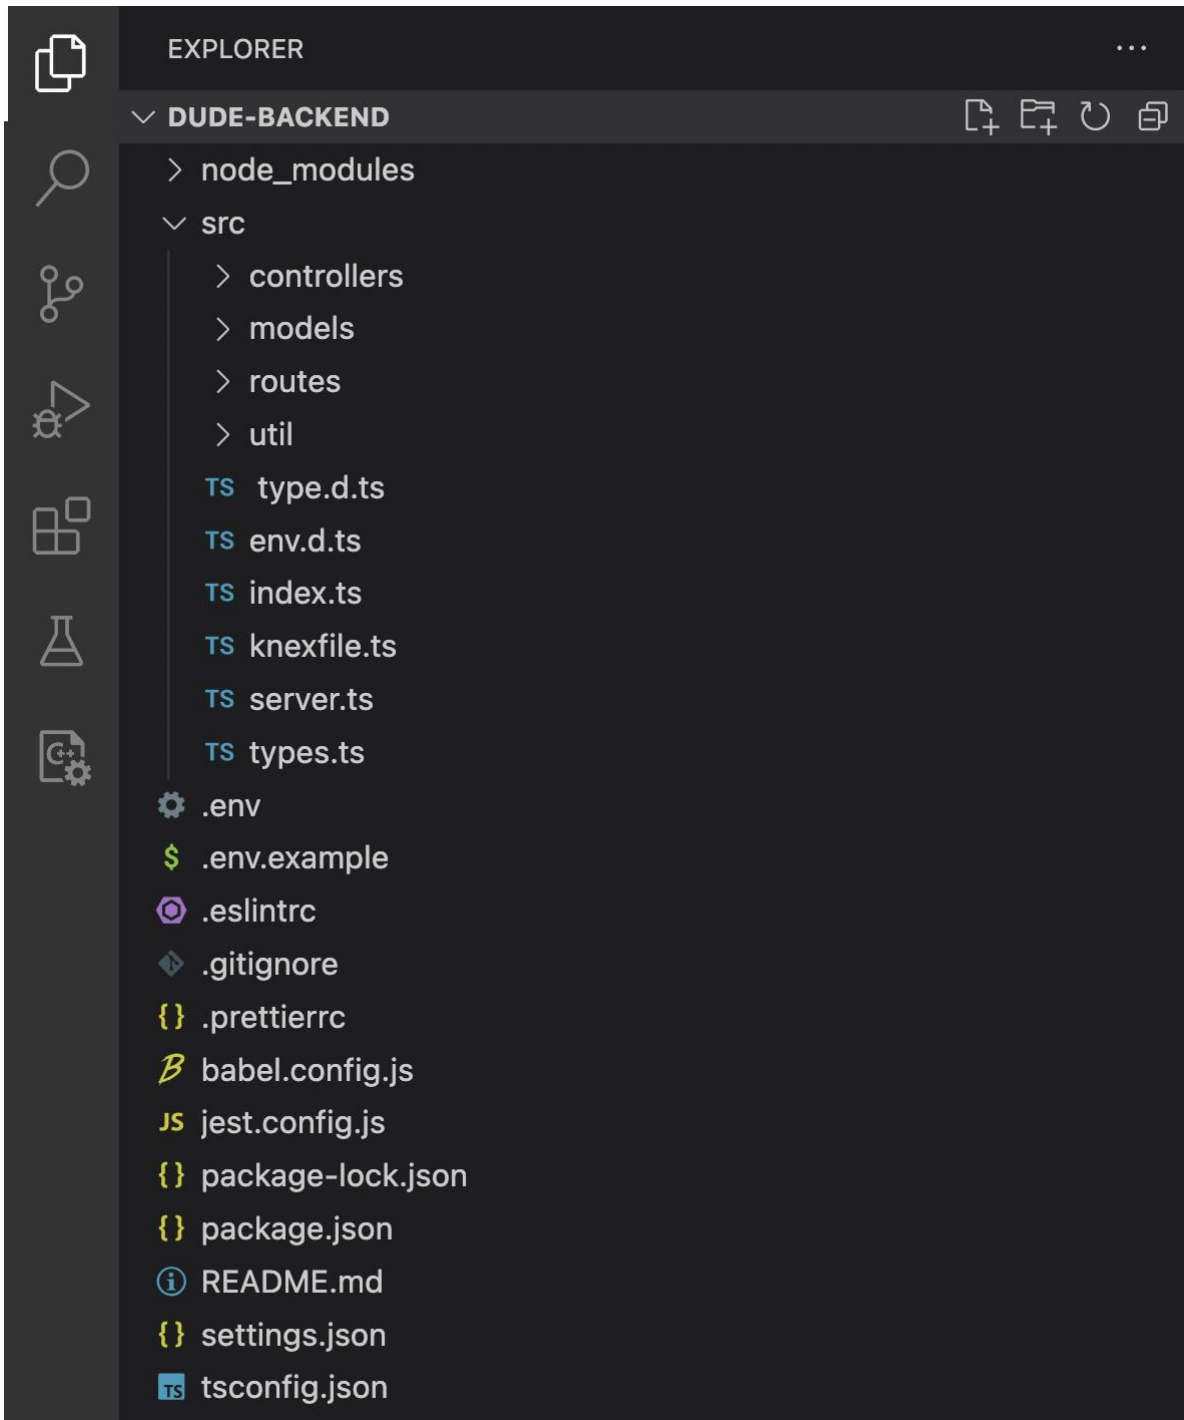 EXPLORER
DUDE-BACKEND
node_modules
src
controllers
models
routes
util
TS type.d.ts
TS env.d.ts
TS index.ts
TS knexfile.ts
TS server.ts
TS types.ts
.env
$ .env.example
.eslintrc
.gitignore
{} .prettierrc
B babel.config.js
JS jest.config.js
{} package-lock.json
{} package.json
README.md
{} settings.json
TS tsconfig.json
C++